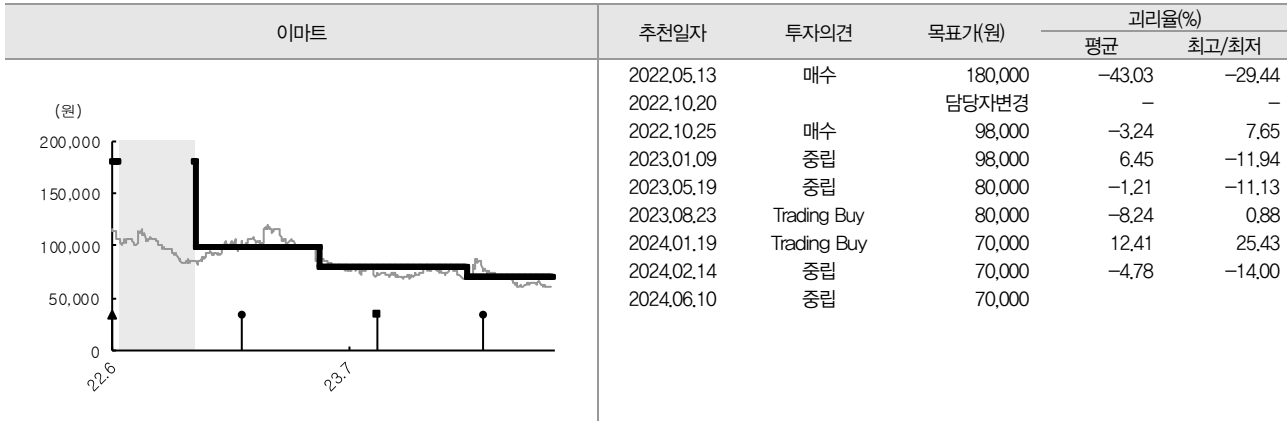 이마트 추천일자 투자의견 목표가(원) 괴리율(%)
평균 최고/최저
2022.05.13 매수 180,000 -43.03 -29.44
2022.10.20 담당자변경 - -
2022.10.25 매수 98,000 -3.24 7.65
2023.01.09 중립 98,000 6.45 -11.94
2023.05.19 중립 80,000 -1.21 -11.13
2023.08.23 Trading Buy 80,000 -8.24 0.88
2024.01.19 Trading Buy 70,000 12.41 25.43
2024.02.14 중립 70,000 -4.78 -14.00
2024.06.10 중립 70,000
(원)
200,000
150,000
100,000
50,000
0
22.6 23.7